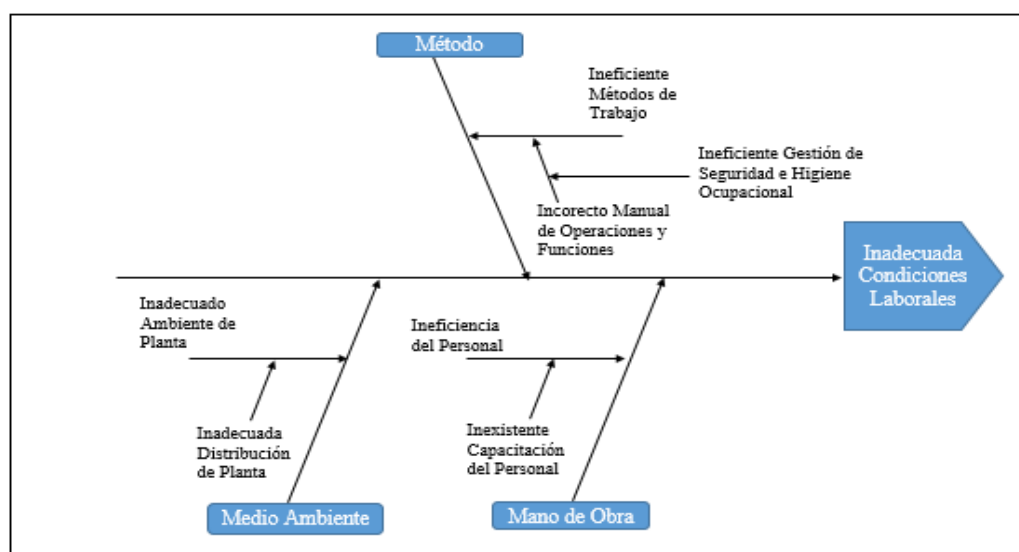 Método
Ineficiente
Métodos de
Trabajo
Ineficiente Gestión de
Seguridad e Higiene
Ocupacional
Incorecto Manual
de Operaciones y
Funciones
Inadecuada
Condiciones
Laborales
Inadecuado
Ambiente de
Planta
Ineficiencia
del Personal
Inadecuada
Distribución
de Planta
Inexistente
Capacitación
del Personal
Medio Ambiente
Mano de Obra